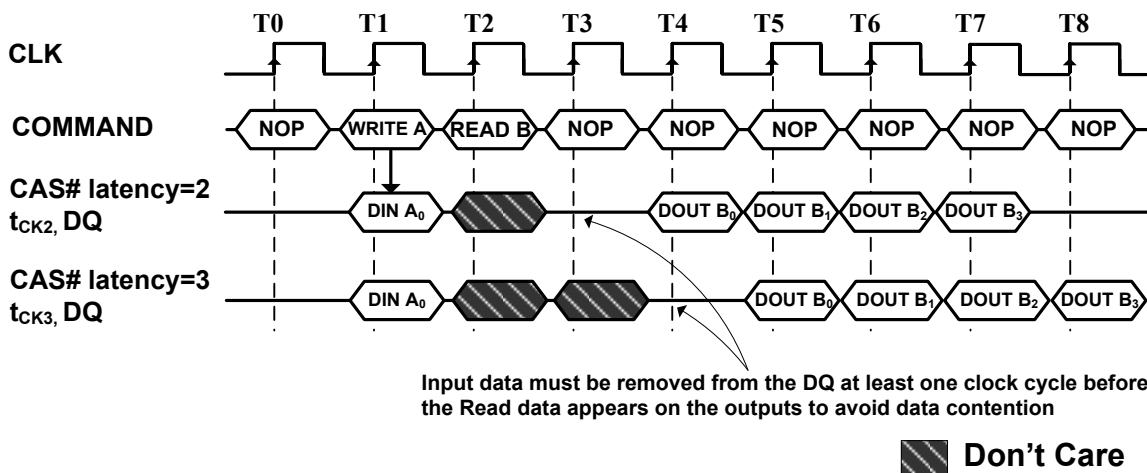 T0 T1 T2 T3 T4 T5 T6 T7 T8
CLK
COMMAND NOP WRITE A READ B NOP NOP NOP NOP NOP NOP
CAS# latency=2
tCK2, DQ DIN A0 DOUT B0 DOUT B1 DOUT B2 DOUT B3
CAS# latency=3
tCK3, DQ DIN A0 DOUT B0 DOUT B1 DOUT B2 DOUT B3
Input data must be removed from the DQ at least one clock cycle before
the Read data appears on the outputs to avoid data contention
Don't Care